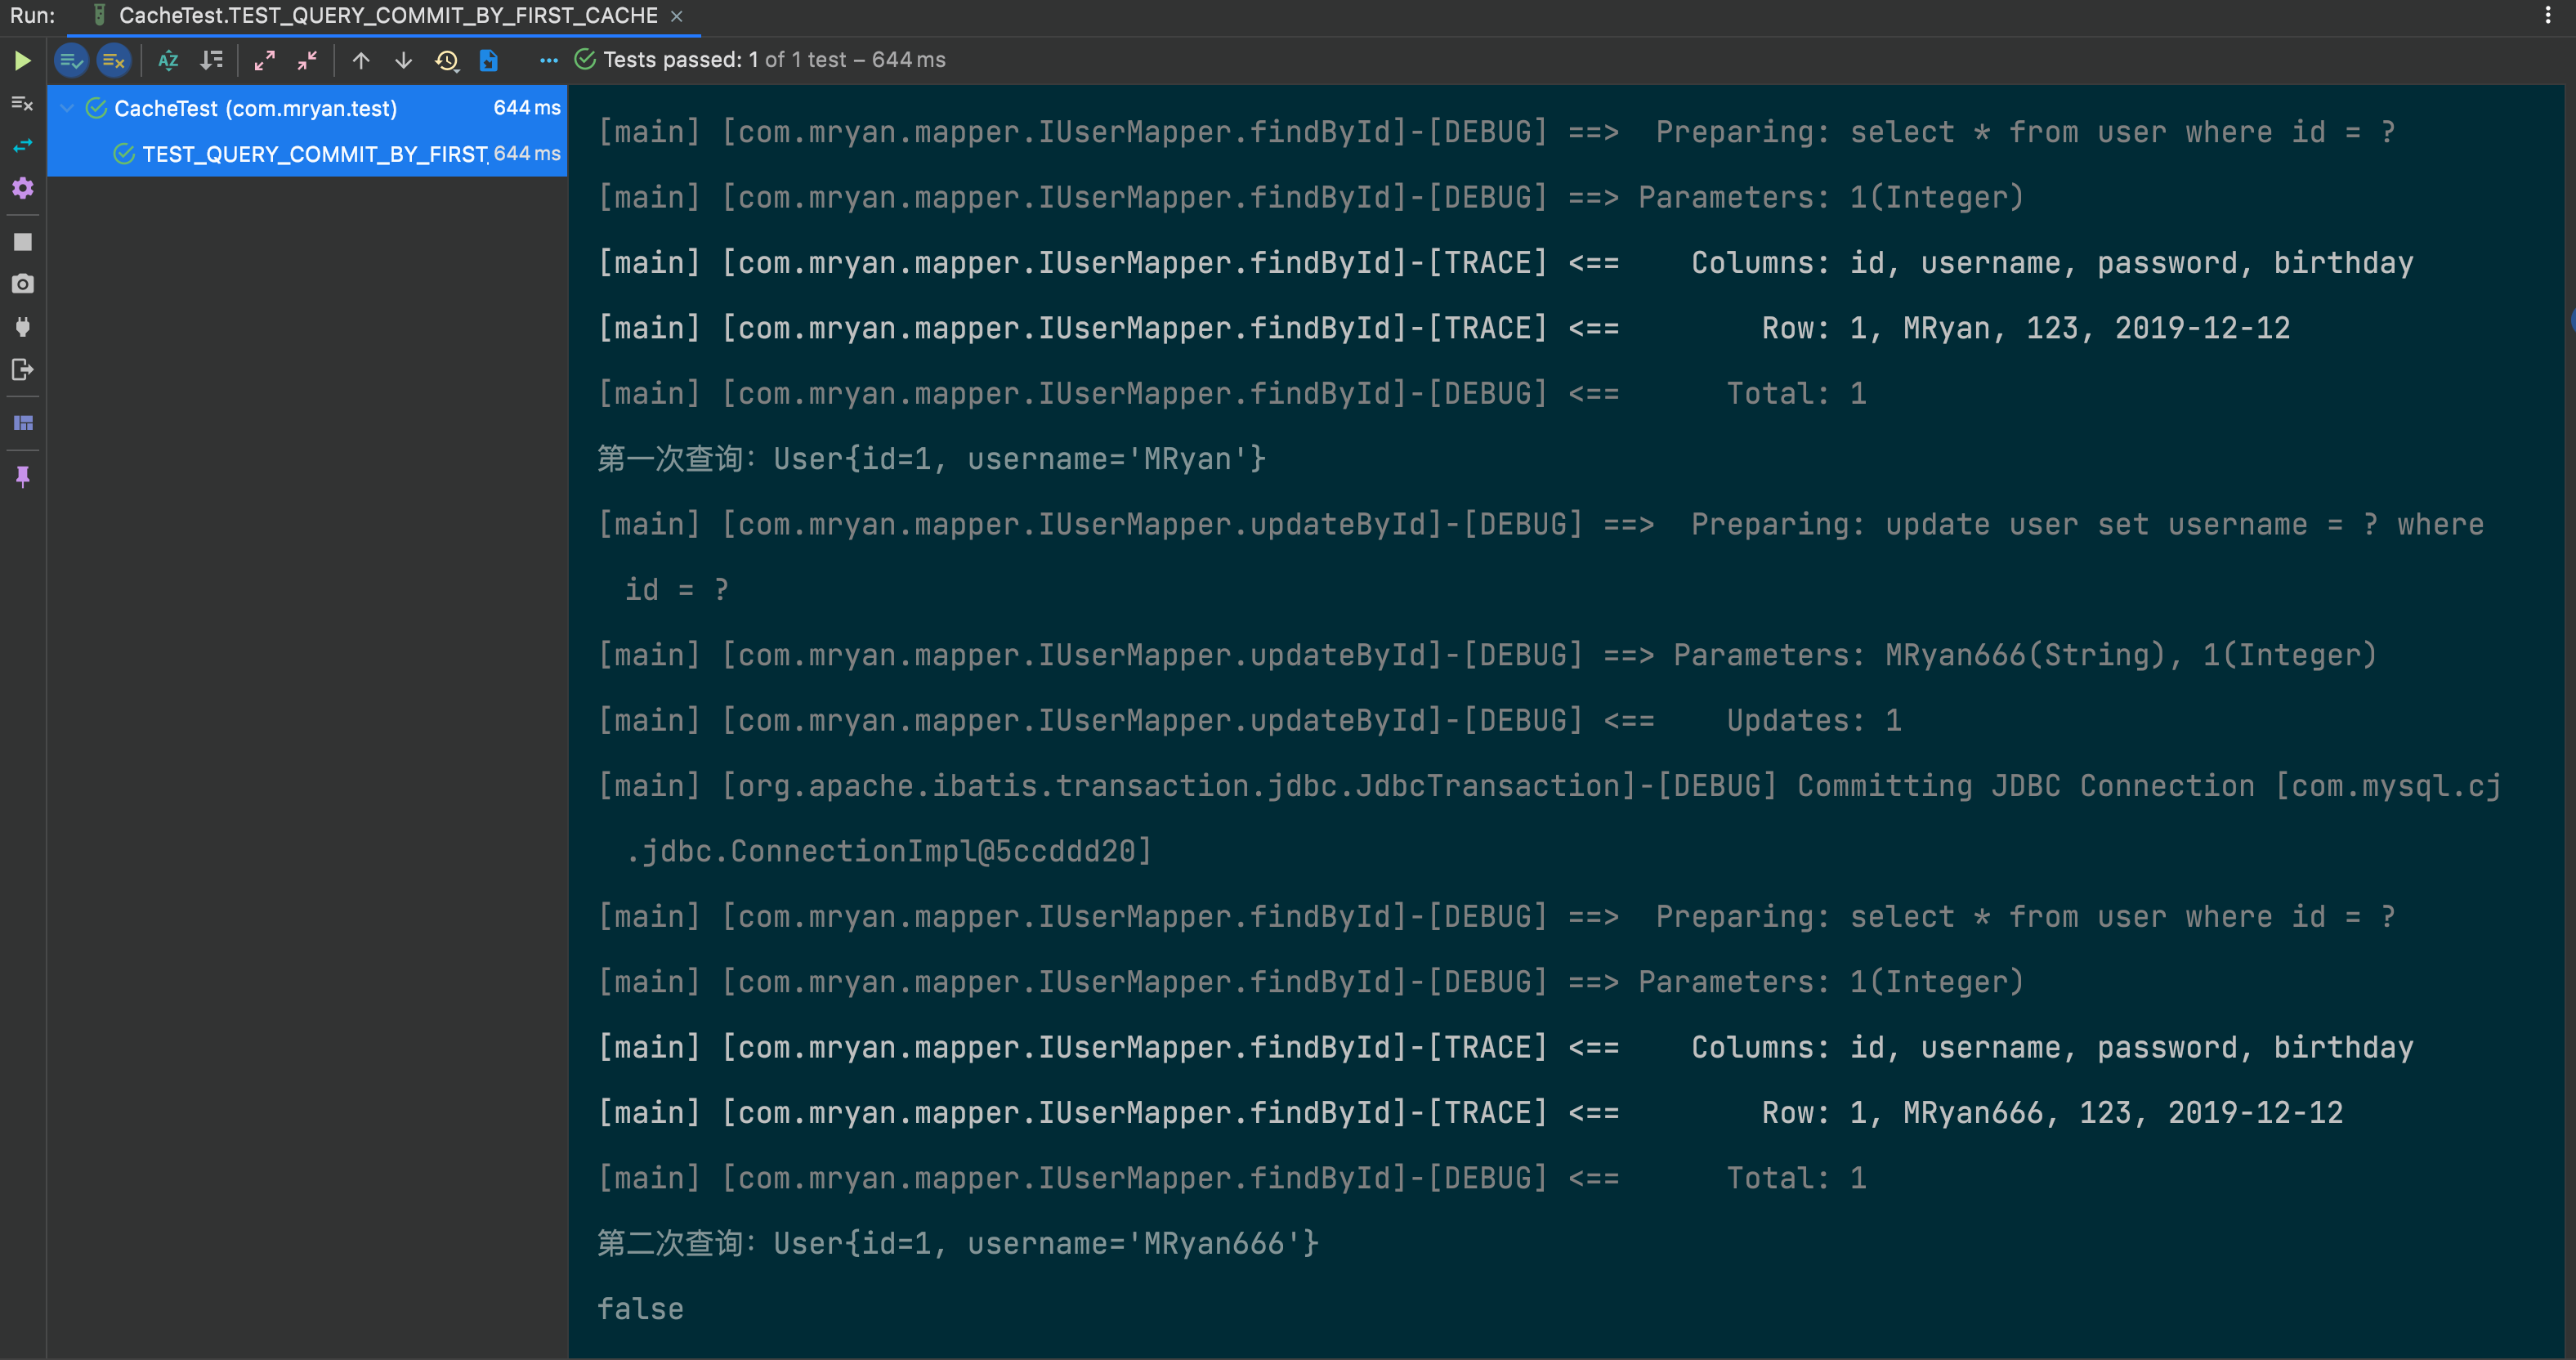 Run: CacheTest.TEST_QUERY_COMMIT_BY_FIRST_CACHE ×
Tests passed: 1 of 1 test – 644 ms
CacheTest (com.mryan.test) 644 ms
TEST_QUERY_COMMIT_BY_FIRST_ 644 ms
[main] [com.mryan.mapper.IUserMapper.findById]-[DEBUG] ==>  Preparing: select * from user where id = ?
[main] [com.mryan.mapper.IUserMapper.findById]-[DEBUG] ==> Parameters: 1(Integer)
[main] [com.mryan.mapper.IUserMapper.findById]-[TRACE] <==    Columns: id, username, password, birthday
[main] [com.mryan.mapper.IUserMapper.findById]-[TRACE] <==        Row: 1, MRyan, 123, 2019-12-12
[main] [com.mryan.mapper.IUserMapper.findById]-[DEBUG] <==      Total: 1
第一次查询：User{id=1, username='MRyan'}
[main] [com.mryan.mapper.IUserMapper.updateById]-[DEBUG] ==>  Preparing: update user set username = ? where
id = ?
[main] [com.mryan.mapper.IUserMapper.updateById]-[DEBUG] ==> Parameters: MRyan666(String), 1(Integer)
[main] [com.mryan.mapper.IUserMapper.updateById]-[DEBUG] <==    Updates: 1
[main] [org.apache.ibatis.transaction.jdbc.JdbcTransaction]-[DEBUG] Committing JDBC Connection [com.mysql.cj
.jdbc.ConnectionImpl@5ccddd20]
[main] [com.mryan.mapper.IUserMapper.findById]-[DEBUG] ==>  Preparing: select * from user where id = ?
[main] [com.mryan.mapper.IUserMapper.findById]-[DEBUG] ==> Parameters: 1(Integer)
[main] [com.mryan.mapper.IUserMapper.findById]-[TRACE] <==    Columns: id, username, password, birthday
[main] [com.mryan.mapper.IUserMapper.findById]-[TRACE] <==        Row: 1, MRyan666, 123, 2019-12-12
[main] [com.mryan.mapper.IUserMapper.findById]-[DEBUG] <==      Total: 1
第二次查询：User{id=1, username='MRyan666'}
false